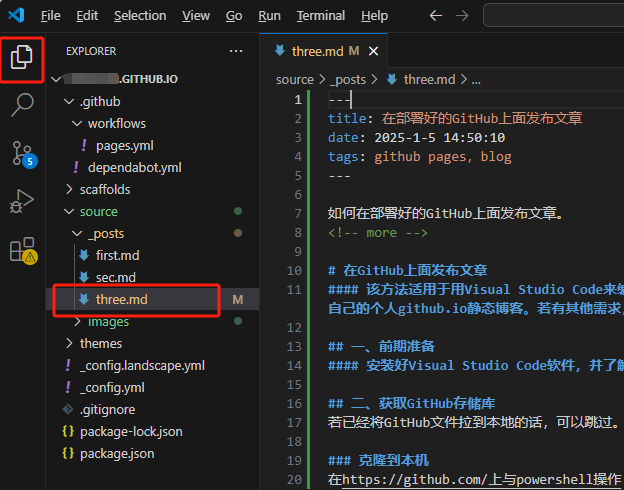 File Edit Selection View Go Run Terminal Help
EXPLORER
.GITHUB.IO
.github
workflows
pages.yml
dependabot.yml
scaffolds
source
_posts
first.md
sec.md
three.md M
images
themes
_config.landscape.yml
_config.yml
.gitignore
package-lock.json
package.json
5
three.md M
source > _posts > three.md > ...
1 ---
2 title: 在部署好的GitHub上面发布文章
3 date: 2025-1-5 14:50:10
4 tags: github pages, blog
5 ---
6
7 如何在部署好的GitHub上面发布文章。
8 <!-- more -->
9
10 # 在GitHub上面发布文章
11 #### 该方法适用于用Visual Studio Code来编
自己的个人github.io静态博客。若有其他需求，
12
13 ## 一、前期准备
14 #### 安装好Visual Studio Code软件，并了解
15
16 ## 二、获取GitHub存储库
17 若已经将GitHub文件拉到本地的话，可以跳过。
18
19 ### 克隆到本机
20 在https://github.com/上与powershell操作